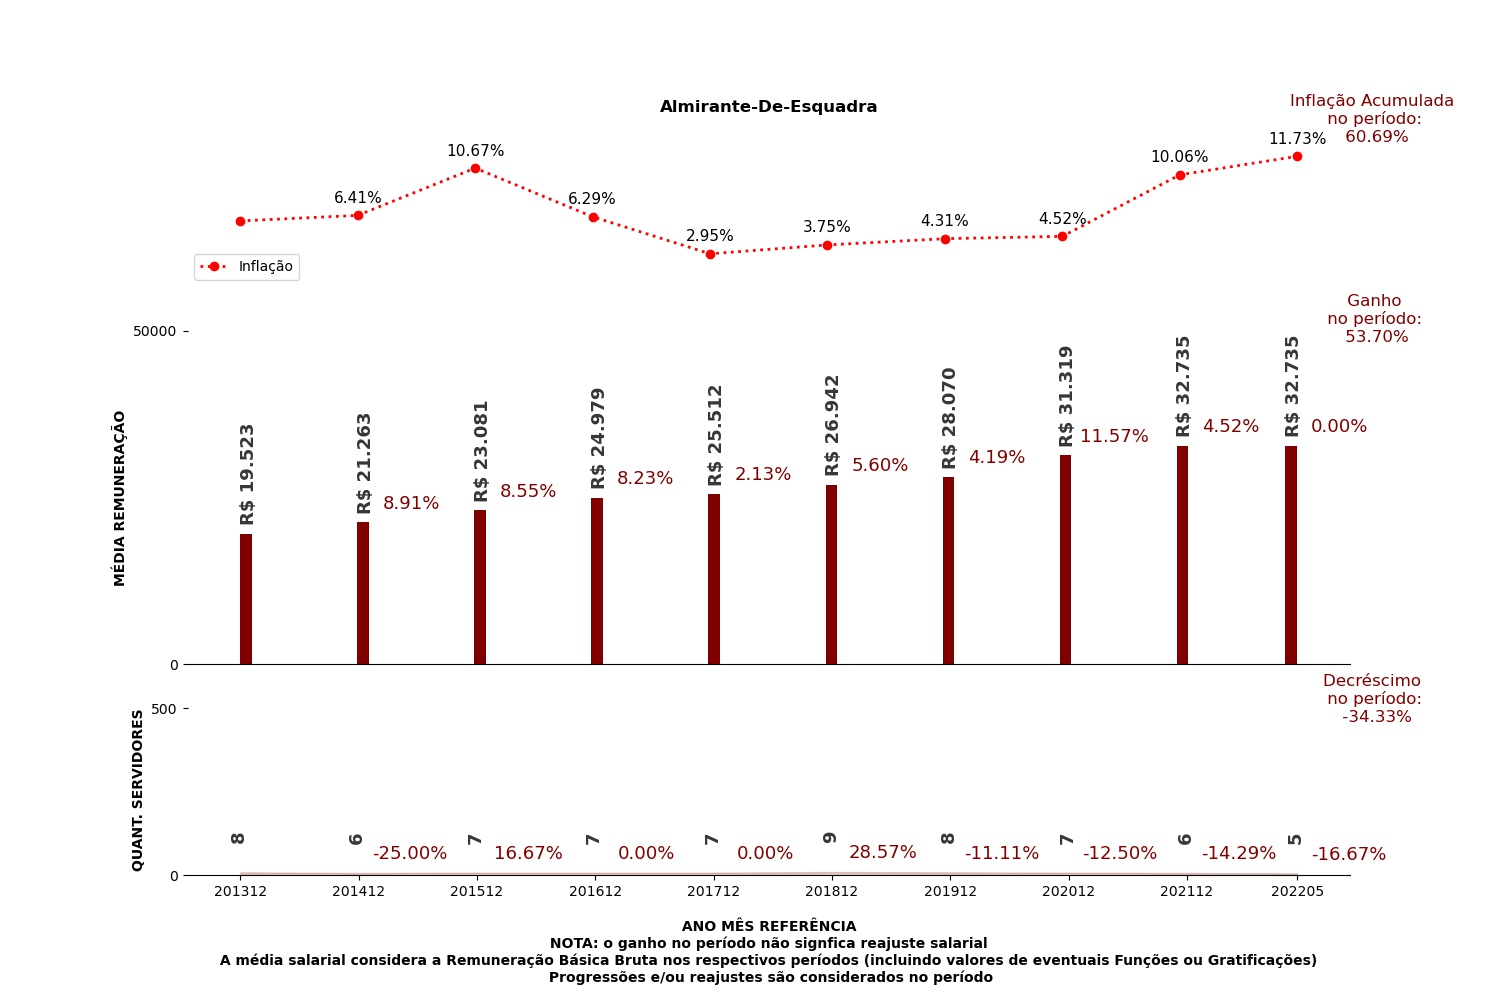 Almirante-De-Esquadra
Inflação Acumulada
no período:
60.69%
6.41%
10.67%
6.29%
2.95%
3.75%
4.31%
4.52%
10.06%
11.73%
Inflação
Ganho
no período:
53.70%
MÉDIA REMUNERAÇÃO
50000
0
R$ 19.523
R$ 21.263
R$ 23.081
R$ 24.979
R$ 25.512
R$ 26.942
R$ 28.070
R$ 31.319
R$ 32.735
R$ 32.735
8.91%
8.55%
8.23%
2.13%
5.60%
4.19%
11.57%
4.52%
0.00%
Decréscimo
no período:
-34.33%
QUANT. SERVIDORES
500
0
8
6
7
7
7
9
8
7
6
5
-25.00%
16.67%
0.00%
0.00%
28.57%
-11.11%
-12.50%
-14.29%
-16.67%
201312
201412
201512
201612
201712
201812
201912
202012
202112
202205
ANO MÊS REFERÊNCIA
NOTA: o ganho no período não signfica reajuste salarial
A média salarial considera a Remuneração Básica Bruta nos respectivos períodos (incluindo valores de eventuais Funções ou Gratificações)
Progressões e/ou reajustes são considerados no período